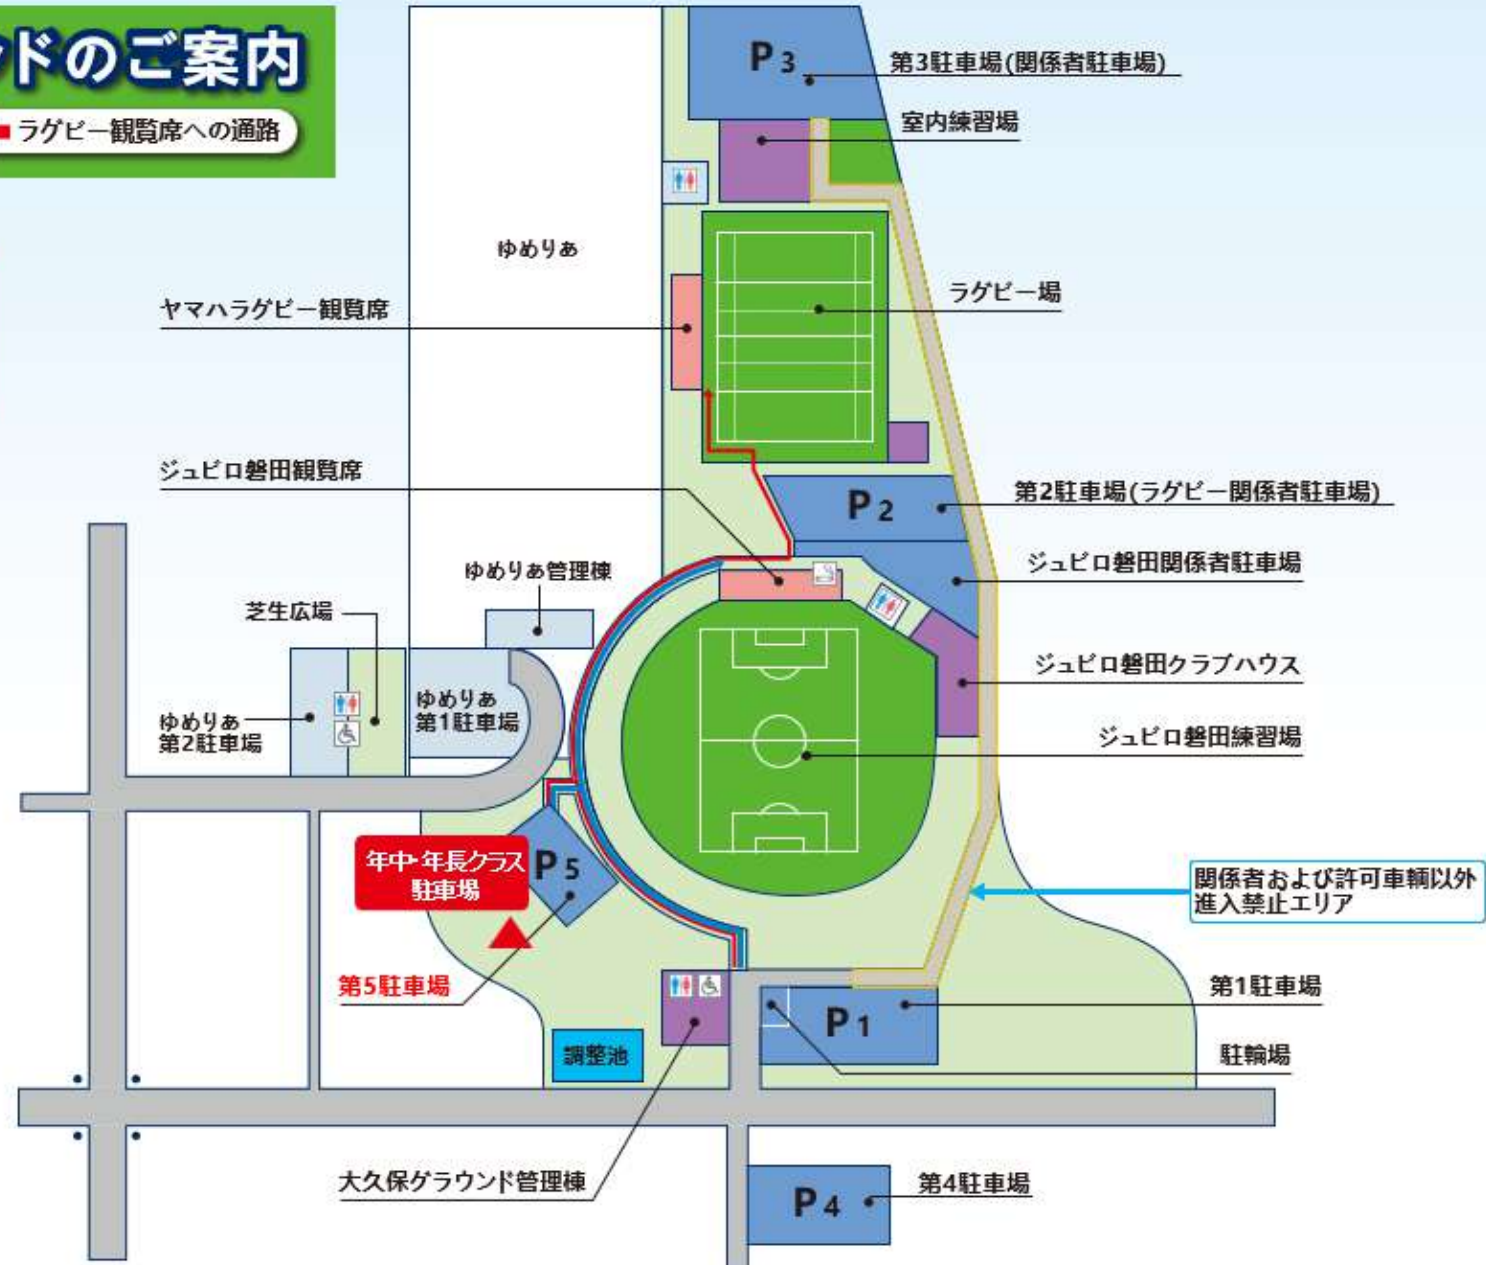 ドのご案内
ラグビー観覧席への通路
P3
第3駐車場(関係者駐車場)
室内練習場
ゆめりあ
ヤマハラグビー観覧席
ラグビー場
ジュビロ磐田観覧席
P2
第2駐車場(ラグビー関係者駐車場)
ジュビロ磐田関係者駐車場
ゆめりあ管理棟
芝生広場
ジュビロ磐田クラブハウス
ゆめりあ
第1駐車場
ゆめりあ
第2駐車場
ジュビロ磐田練習場
年中・年長クラス
駐車場
P5
関係者および許可車輌以外
進入禁止エリア
第5駐車場
第1駐車場
P1
調整池
駐輪場
大久保グラウンド管理棟
P4
第4駐車場